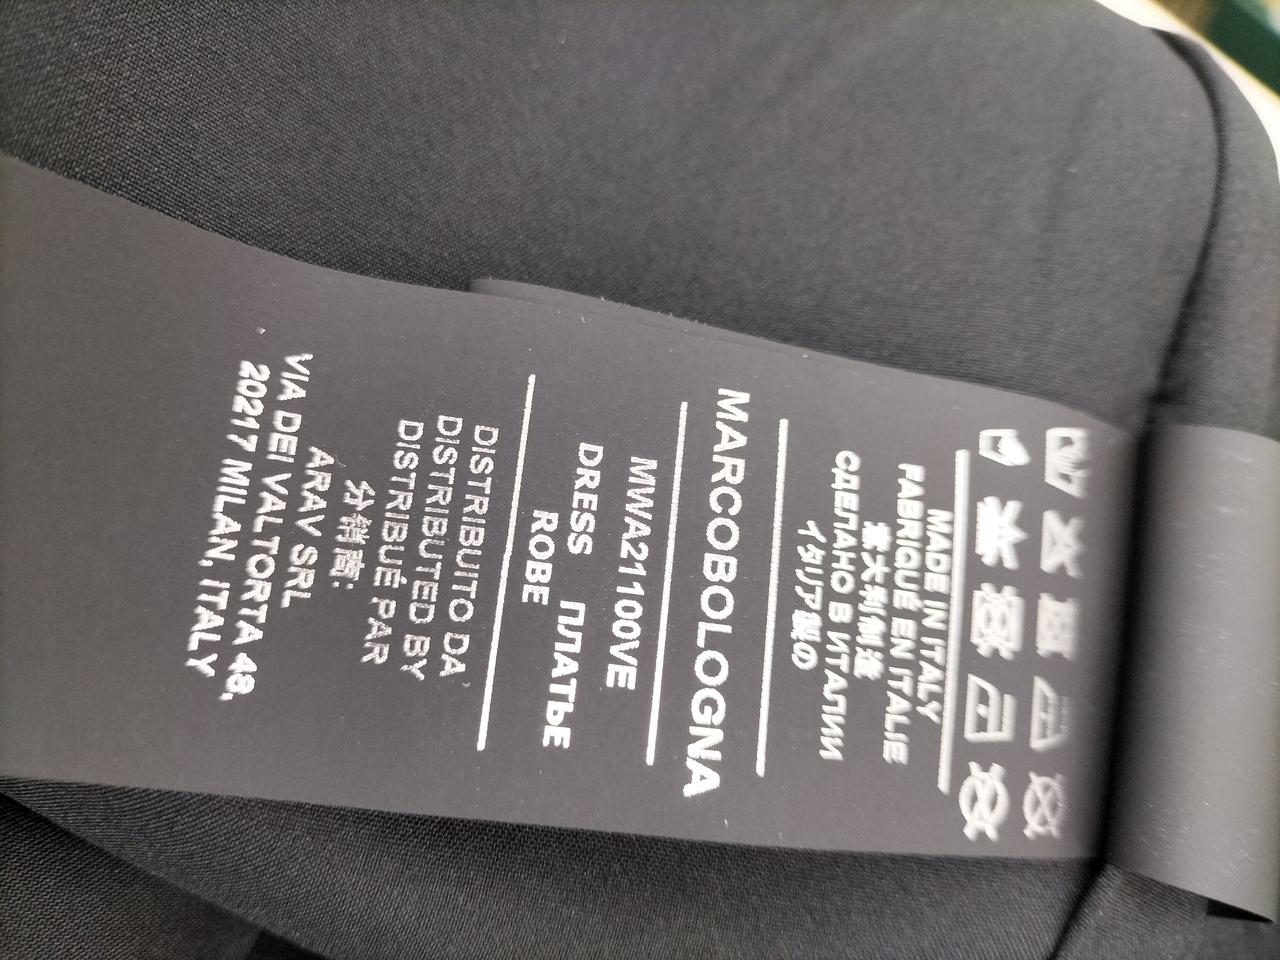 MADE IN ITALY
FABRIQUÉ EN ITALIE
意大利制造
СДЕЛАНО В ИТАЛИИ
イタリア製の
MARCOBOLOGNA
MWA21100VE
DRESS ПЛАТЬЕ
ROBE
DISTRIBUITO DA
DISTRIBUTED BY
DISTRIBUÉ PAR
分销商:
ARAV SRL
VIA DEI VALTORTA 48,
20217 MILAN, ITALY